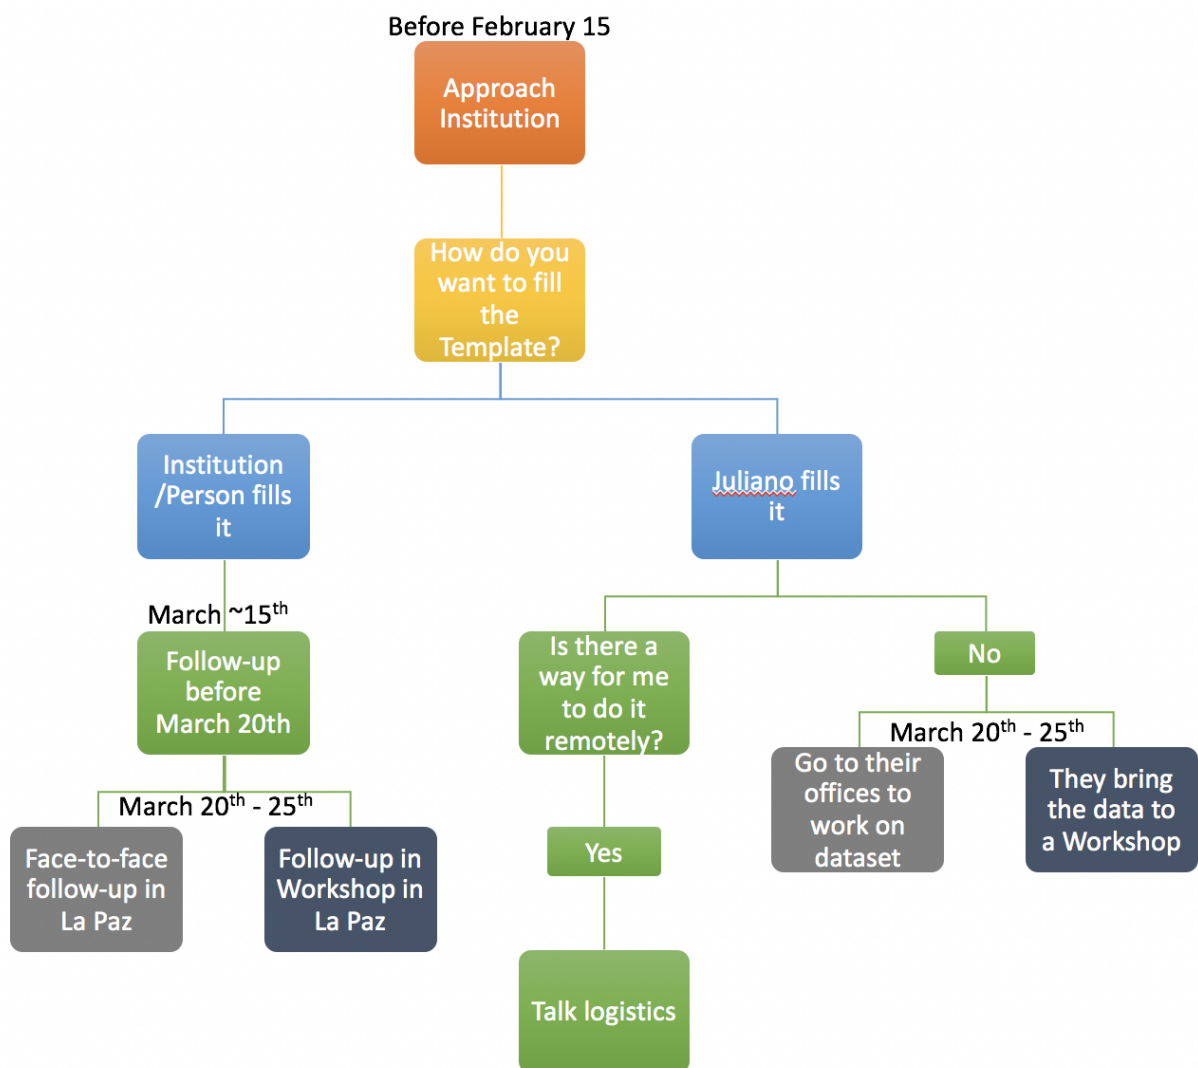 Before February 15
Approach
Institution
How do you
want to fill
the
Template?
Institution
/Person fills
it
Juliano fills
it
March ~15th
Follow-up
before
March 20th
Is there a
way for me
to do it
remotely?
No
March 20th - 25th
Face-to-face
follow-up in
La Paz
Follow-up in
Workshop in
La Paz
Yes
March 20th - 25th
Go to their
offices to
work on
dataset
They bring
the data to
a Workshop
Talk logistics